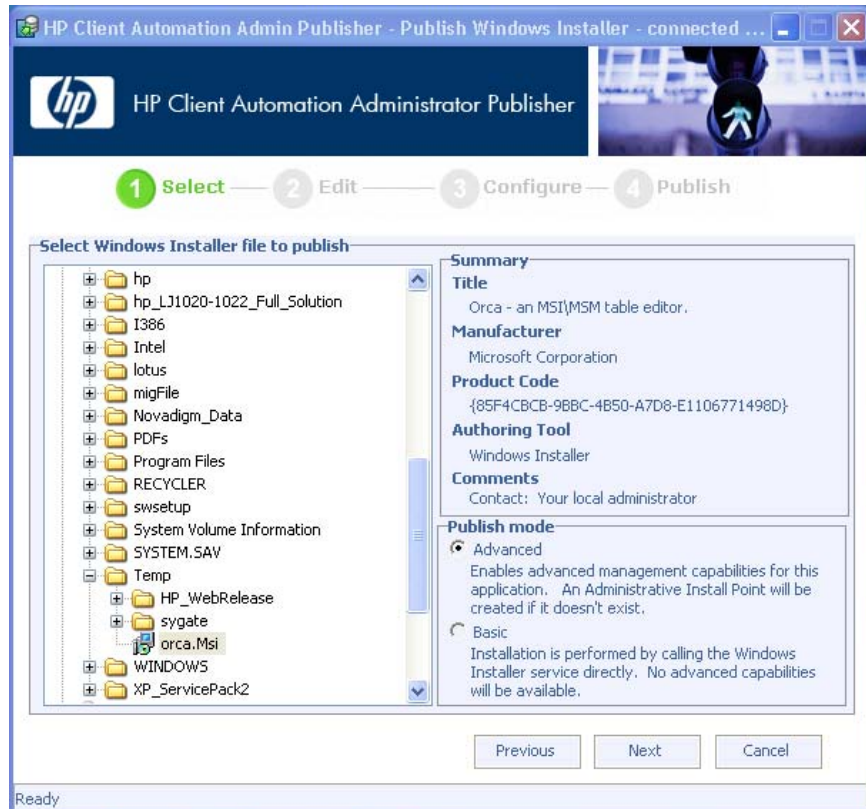 HP Client Automation Admin Publisher - Publish Windows Installer - connected ...
hp HP Client Automation Administrator Publisher
1 Select 2 Edit 3 Configure 4 Publish
Select Windows Installer file to publish
hp
hp_LJ1020-1022_Full_Solution
I386
Intel
lotus
migFile
Novadigm_Data
PDFs
Program Files
RECYCLER
swsetup
System Volume Information
SYSTEM.SAV
Temp
HP_WebRelease
sygate
orca.Msi
WINDOWS
XP_ServicePack2
Summary
Title
Orca - an MSI\MSM table editor.
Manufacturer
Microsoft Corporation
Product Code
{85F4CBCB-9BBC-4B50-A7D8-E1106771498D}
Authoring Tool
Windows Installer
Comments
Contact: Your local administrator
Publish mode
Advanced
Enables advanced management capabilities for this
application. An Administrative Install Point will be
created if it doesn't exist.
Basic
Installation is performed by calling the Windows
Installer service directly. No advanced capabilities
will be available.
Previous Next Cancel
Ready